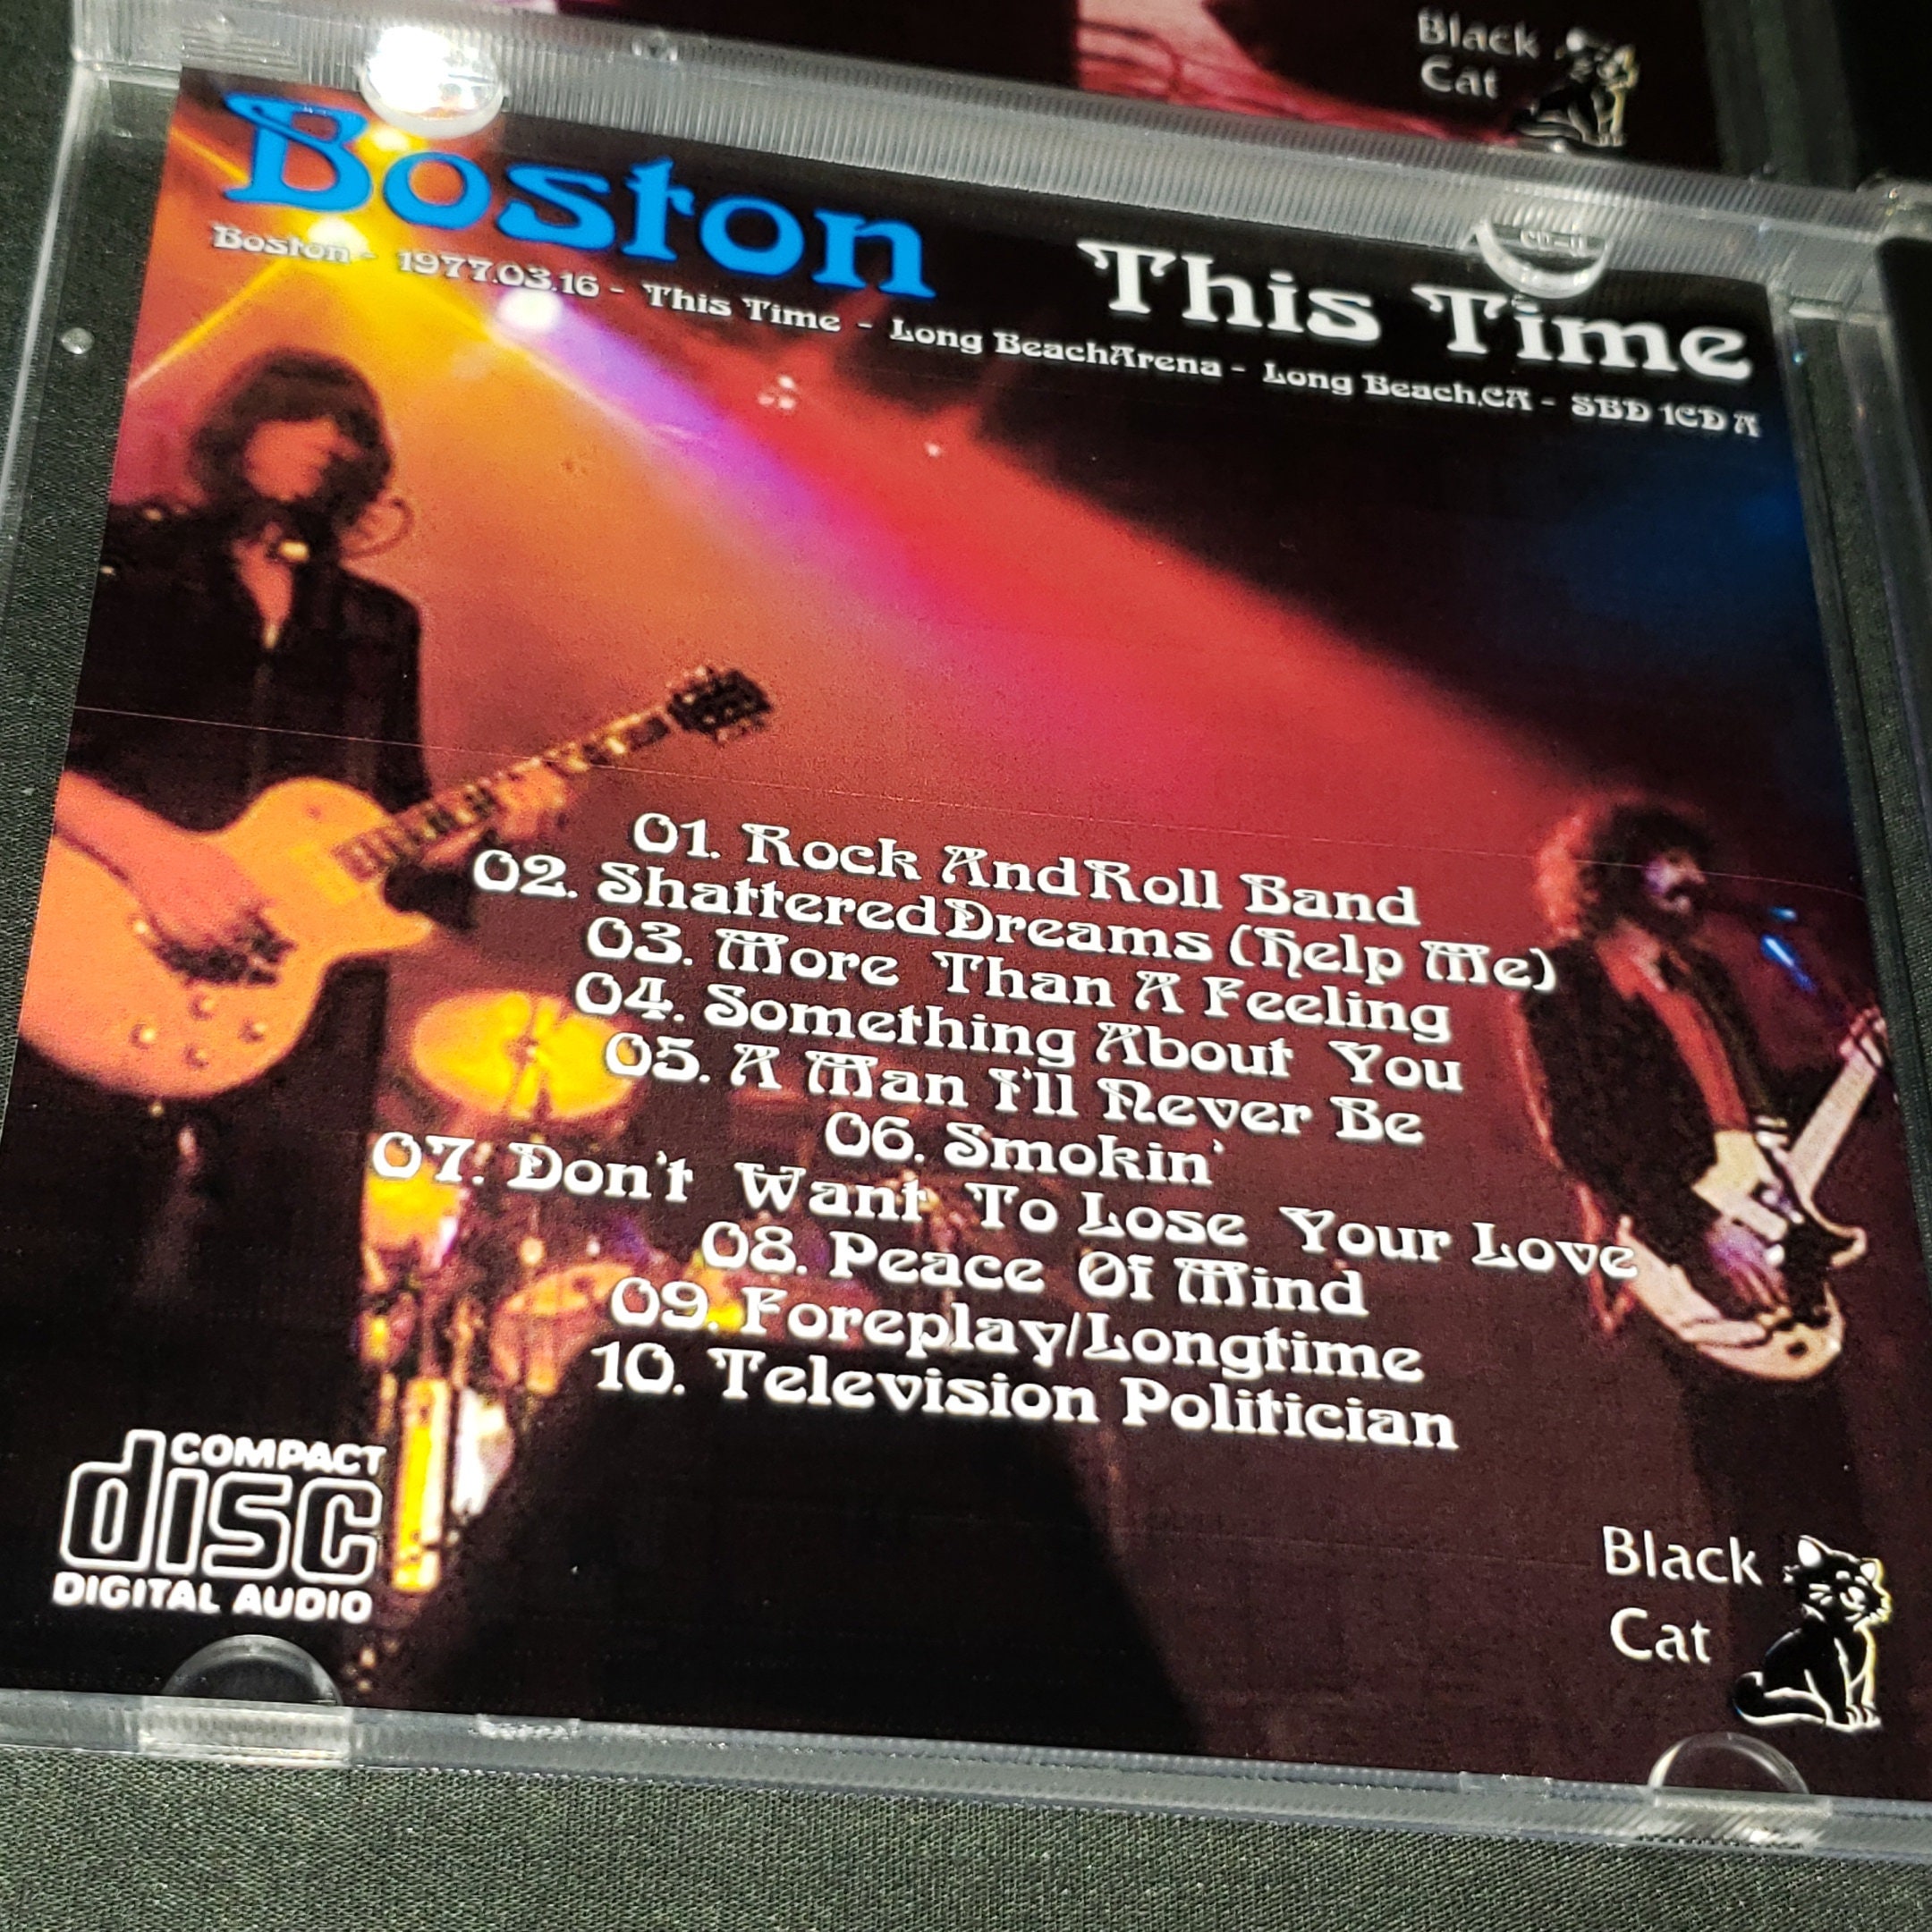 Black
Cat
Boston
This Time
Boston - 1977.03.16 - This Time - Long BeachArena - Long Beach,CA - SBD 1CD A
01. Rock AndRoll Band
02. ShatteredDreams (Help Me)
03. More Than A Feeling
04. Something About You
05. A Man I'll Never Be
06. Smokin'
07. Don't Want To Lose Your Love
08. Peace Of Mind
09. Foreplay/Longtime
10. Television Politician
COMPACT
disc
DIGITAL AUDIO
Black
Cat